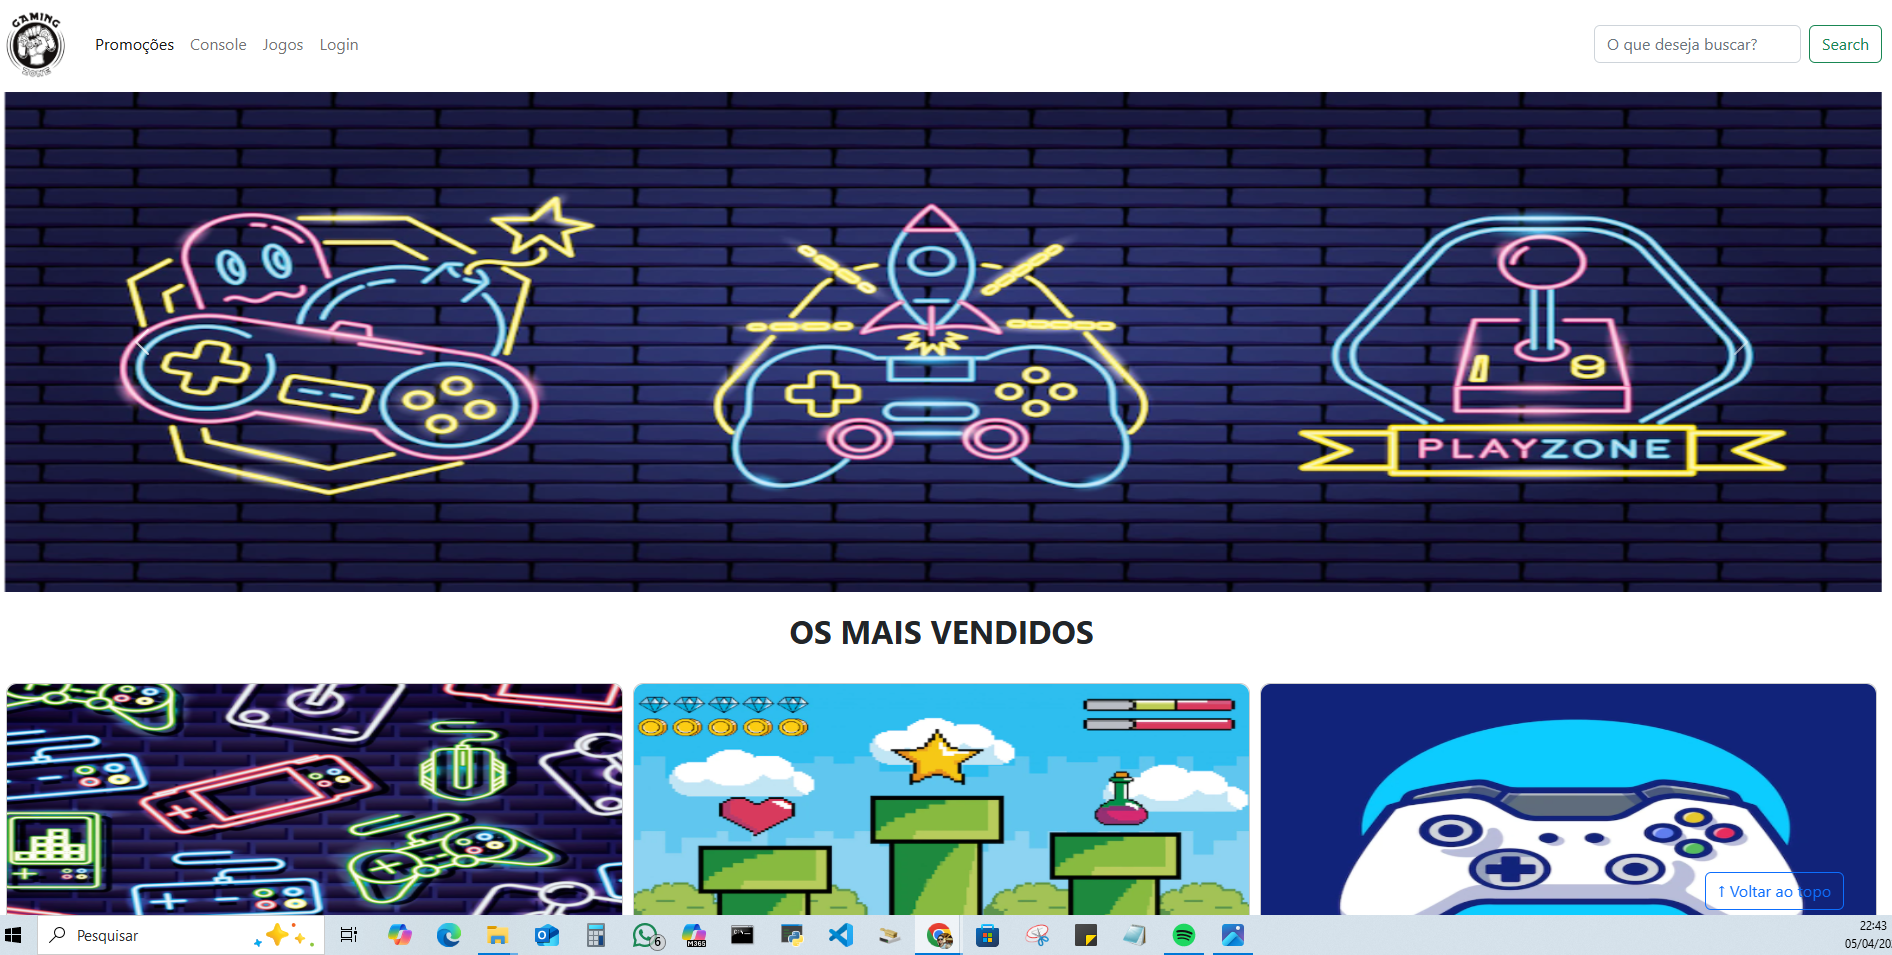 GAMING
Promoções Console Jogos Login
O que deseja buscar? Search
PLAYZONE
OS MAIS VENDIDOS
↑ Voltar ao topo
Pesquisar
6
M365
22:43
05/04/20